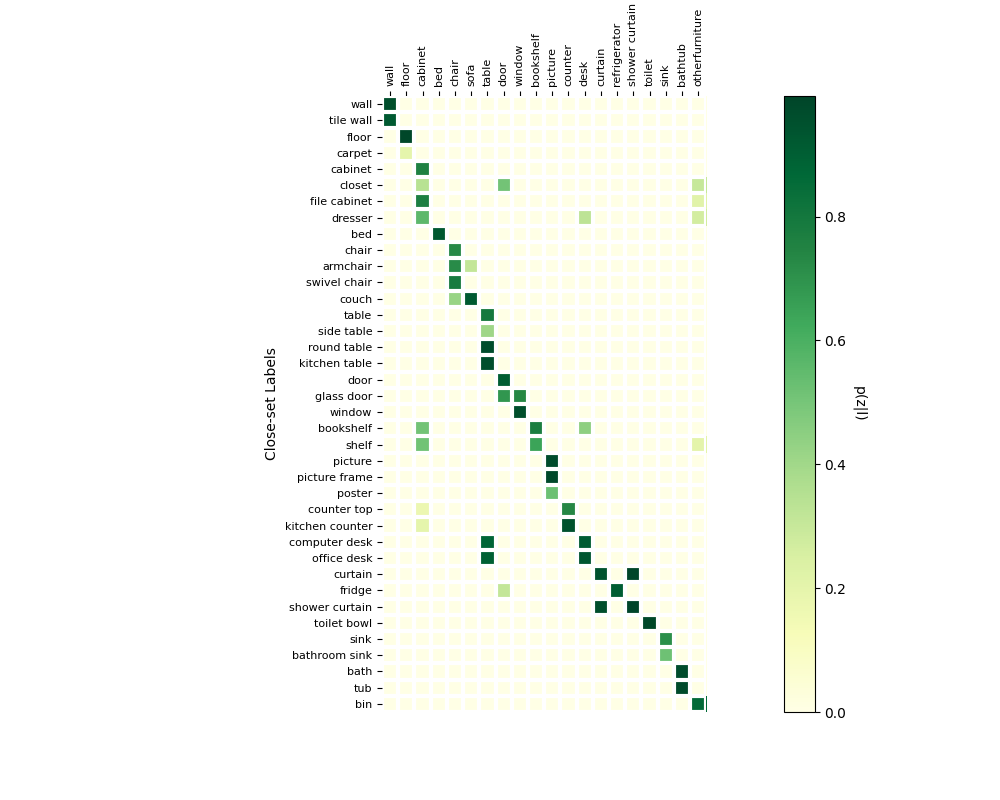 wall
floor
cabinet
bed
chair
sofa
table
door
window
bookshelf
picture
counter
desk
curtain
refrigerator
shower curtain
toilet
sink
bathtub
otherfurniture
Close-set Labels
wall
tile wall
floor
carpet
cabinet
closet
file cabinet
dresser
bed
chair
armchair
swivel chair
couch
table
side table
round table
kitchen table
door
glass door
window
bookshelf
shelf
picture
picture frame
poster
counter top
kitchen counter
computer desk
office desk
curtain
fridge
shower curtain
toilet bowl
sink
bathroom sink
bath
tub
bin
0.8
0.6
0.4
0.2
0.0
p(z|l)